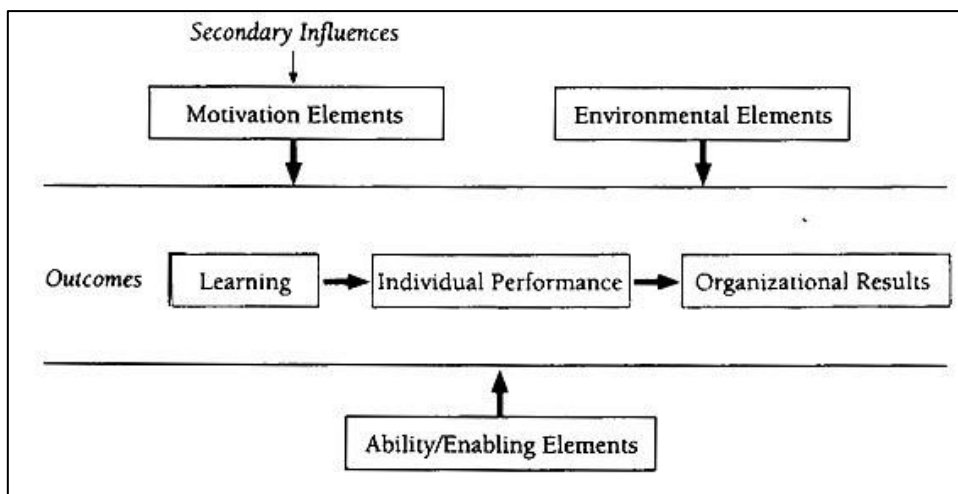 Secondary Influences
Motivation Elements
Environmental Elements
Outcomes
Learning
Individual Performance
Organizational Results
Ability/Enabling Elements